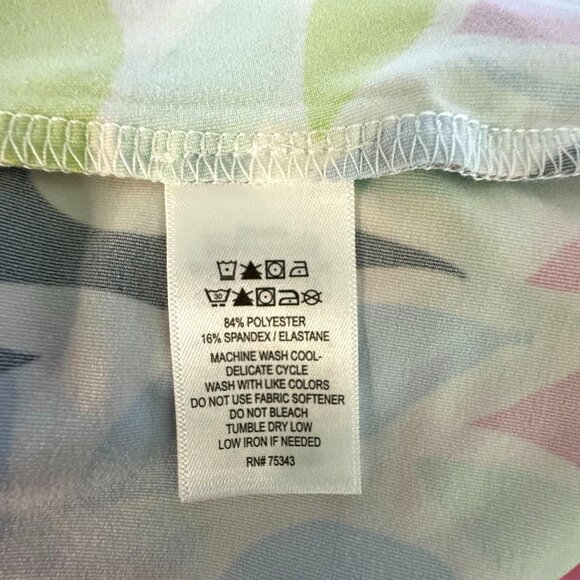 30
84% POLYESTER
16% SPANDEX / ELASTANE
MACHINE WASH COOL-
DELICATE CYCLE
WASH WITH LIKE COLORS
DO NOT USE FABRIC SOFTENER
DO NOT BLEACH
TUMBLE DRY LOW
LOW IRON IF NEEDED
RN# 75343